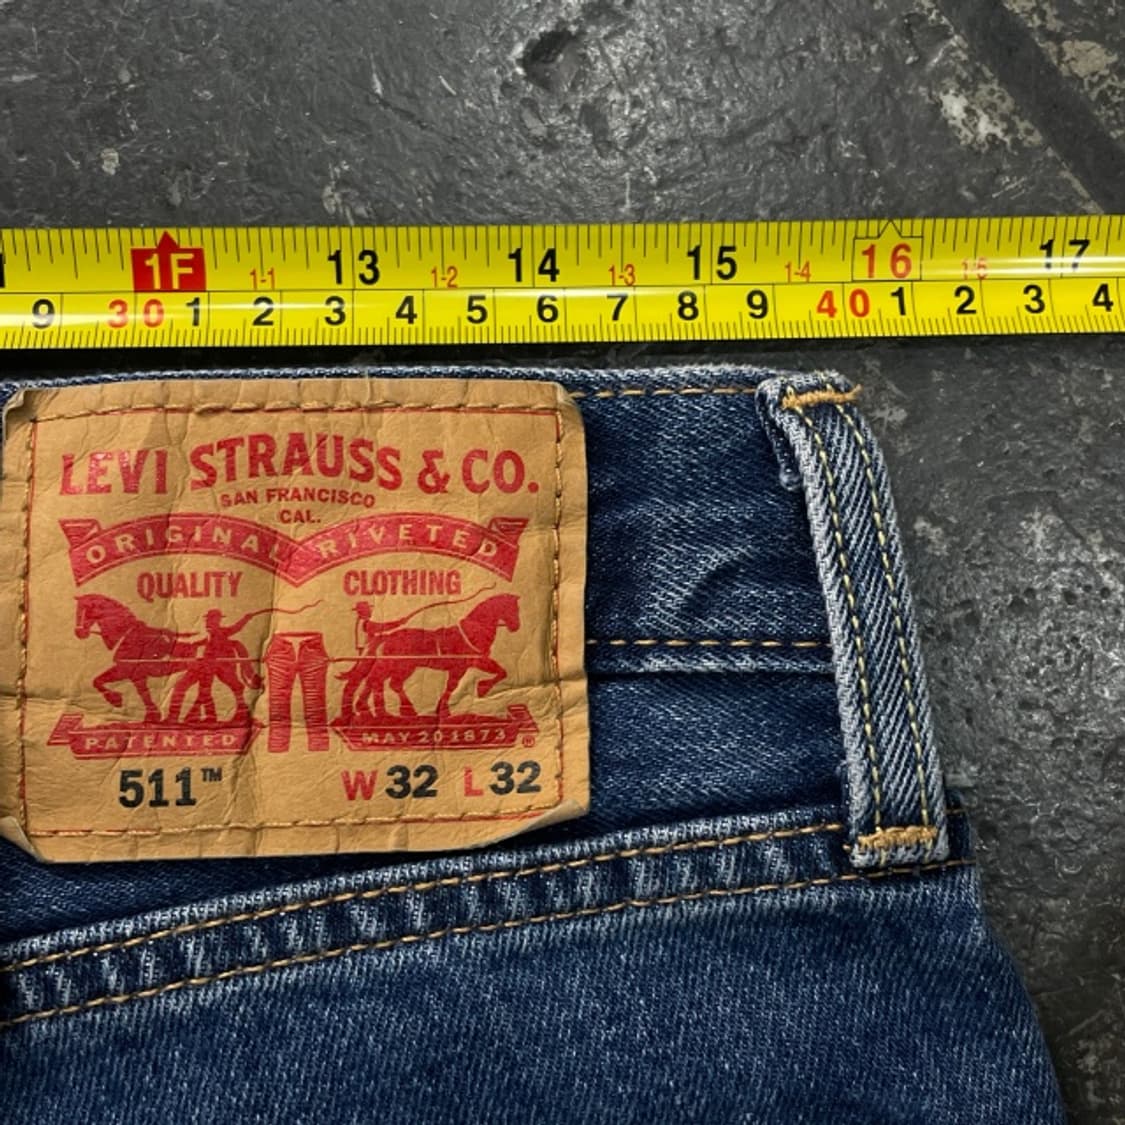 1F 1-1 13 1-2 14 1-3 15 1-4 16 1-5 17
9 30 1 2 3 4 5 6 7 8 9 40 1 2 3 4
LEVI STRAUSS & CO.
SAN FRANCISCO
CAL.
ORIGINAL RIVETED
QUALITY CLOTHING
PATENTED MAY 20 1873 ®
511™ W32 L32